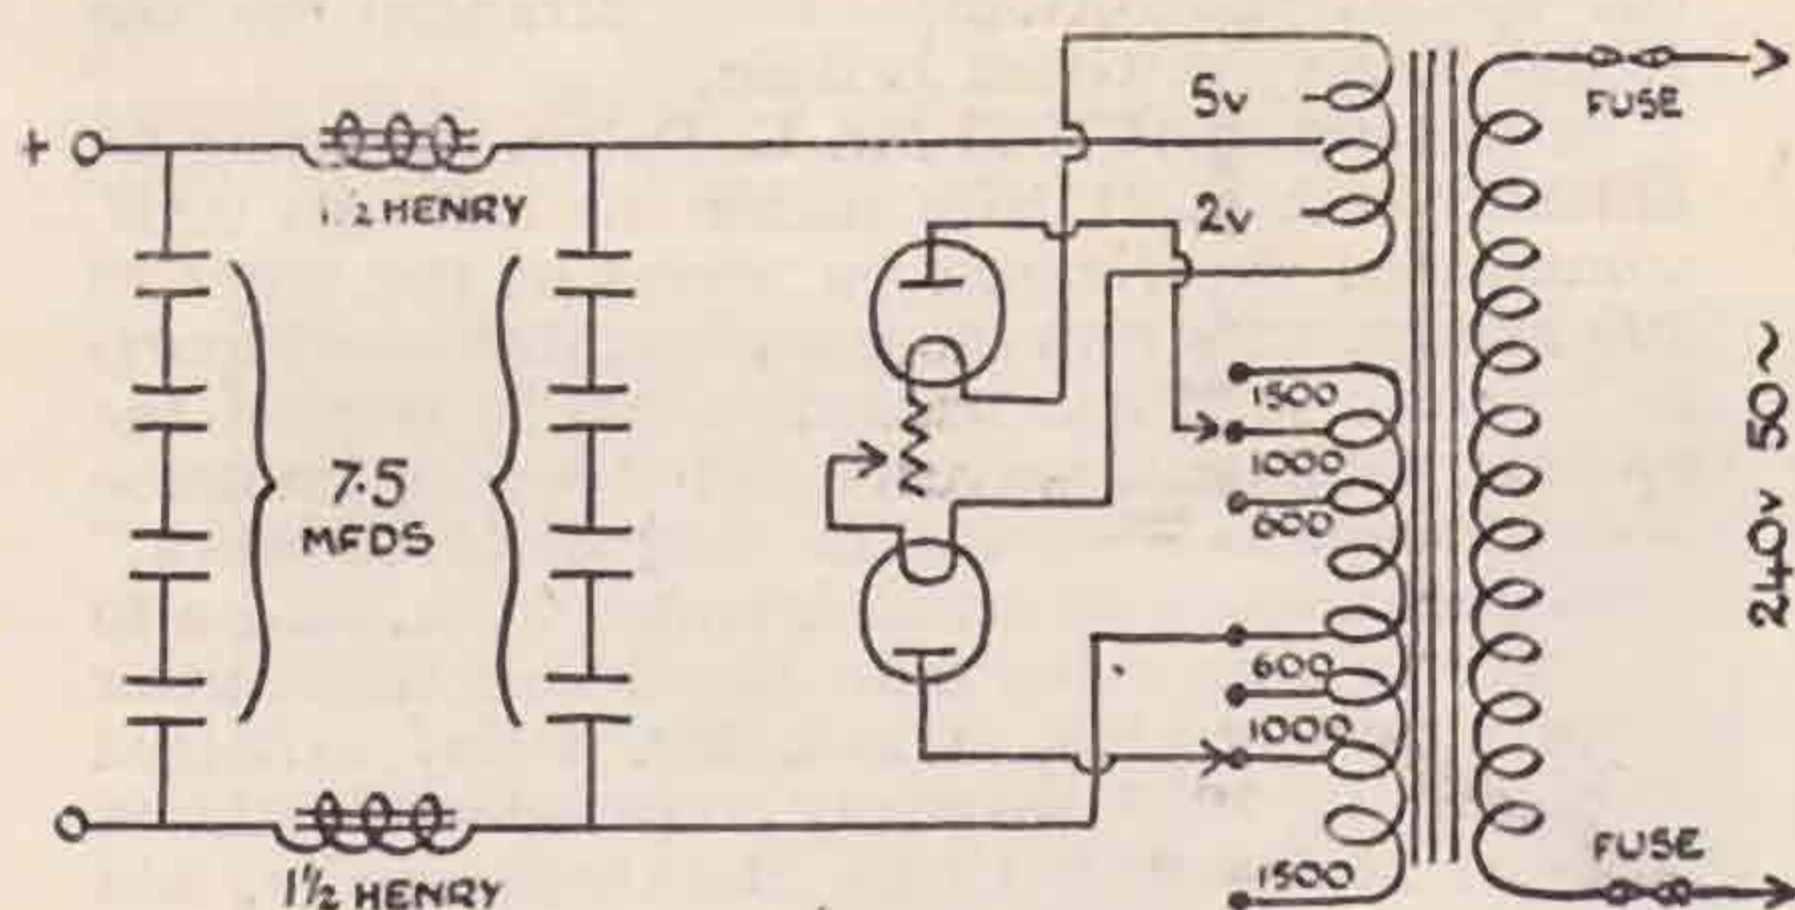 5v
FUSE
+
1½ HENRY
2v
1500
1000
600
7.5
MFDS
240v 50~
600
1000
1500
FUSE
1½ HENRY